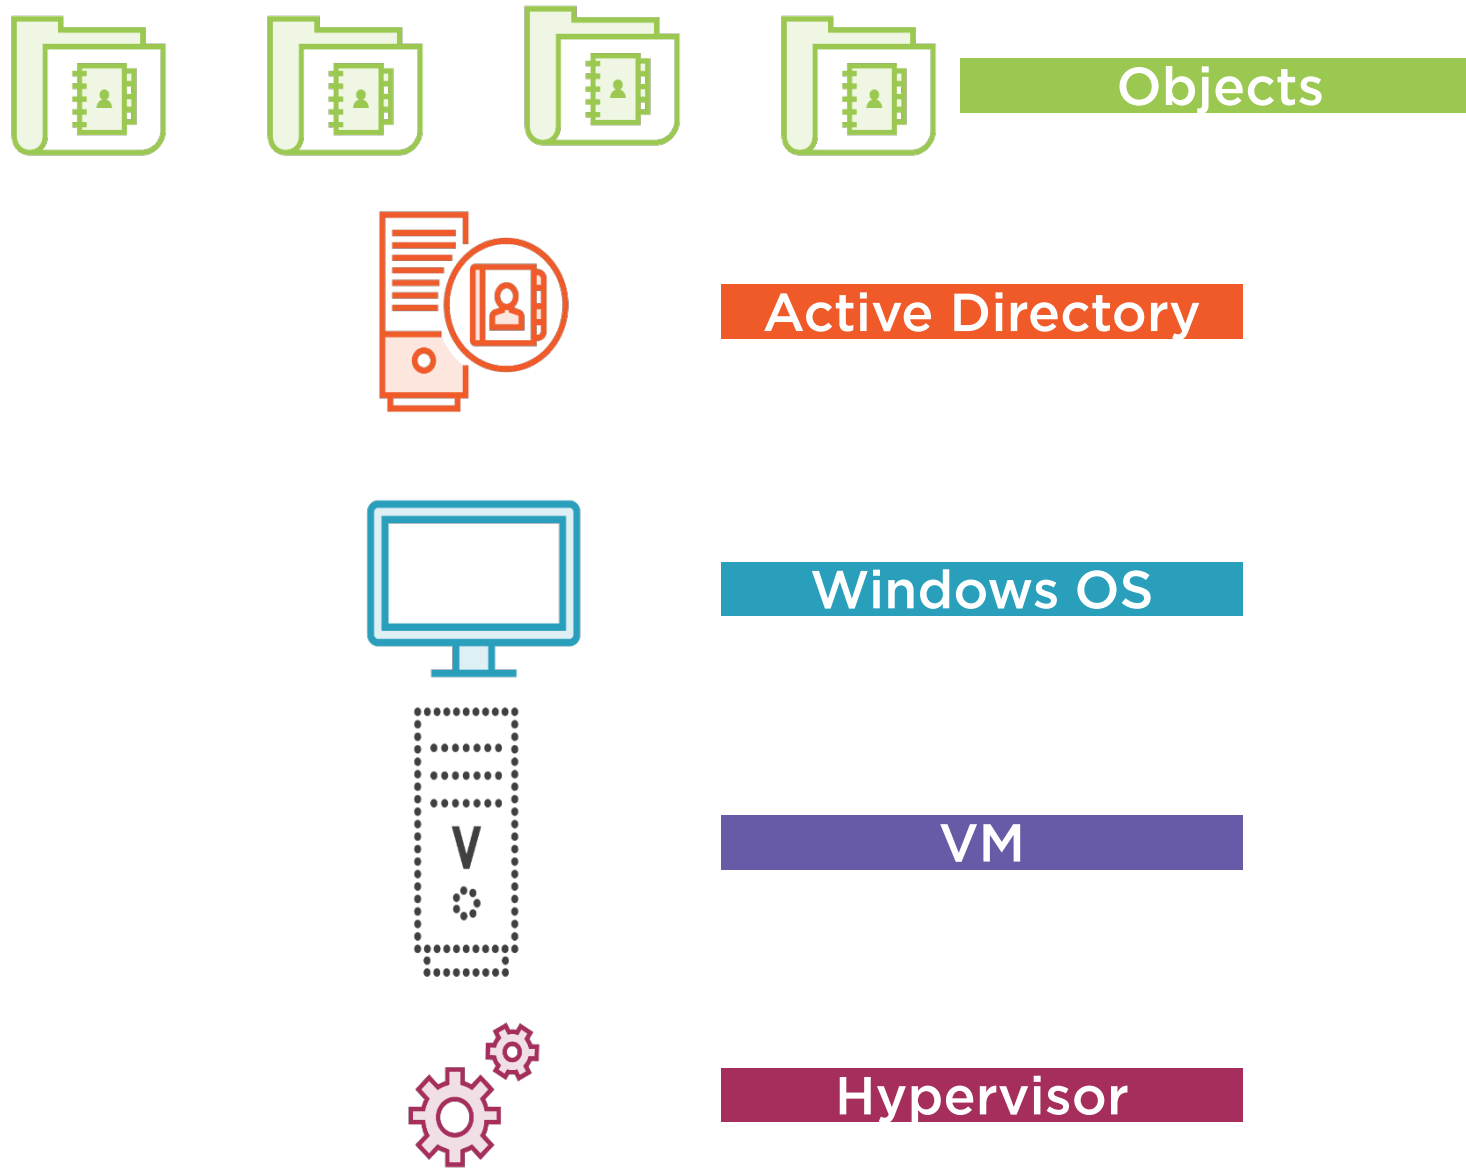 Objects
Active Directory
Windows OS
VM
V
Hypervisor